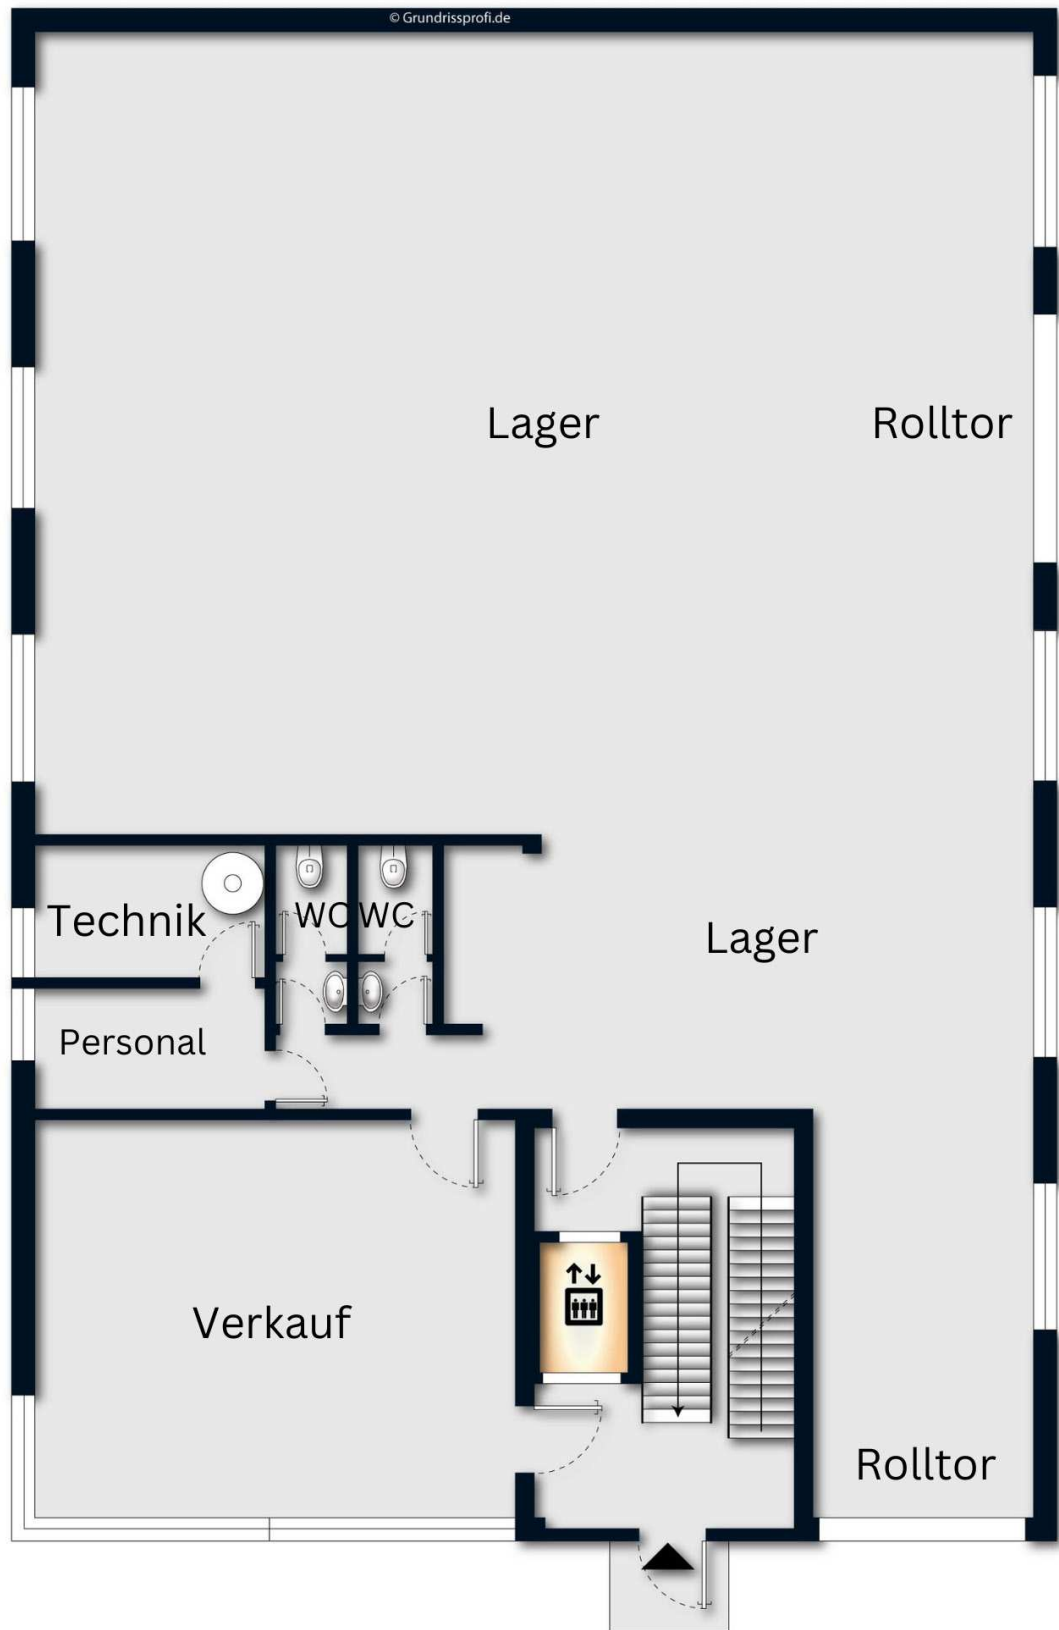 © Grundrissprofi.de
Lager
Rolltor
Technik
WC
WC
Lager
Personal
Verkauf
Rolltor